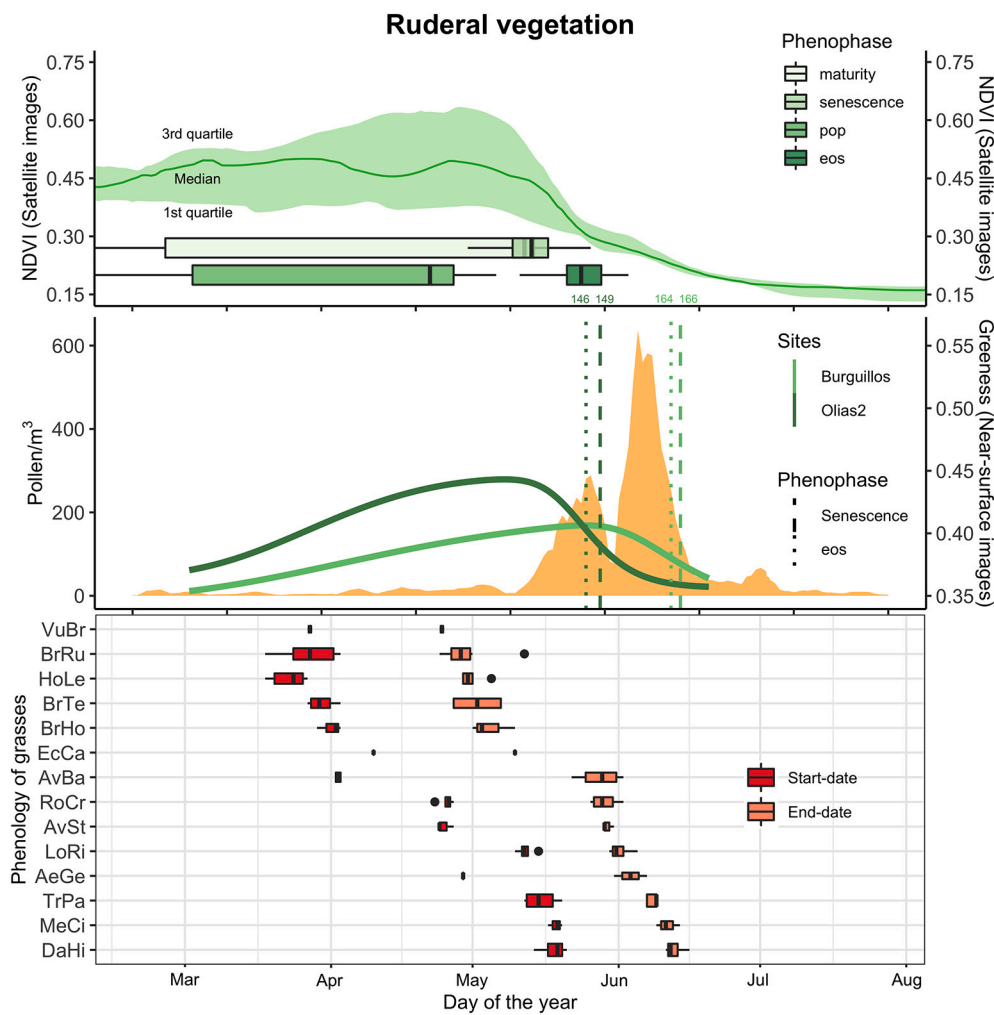 Ruderal vegetation
NDVI (Satellite images)
0.75
0.60
0.45
0.30
0.15
3rd quartile
Median
1st quartile
Phenophase
maturity
senescence
pop
eos
0.75
0.60
0.45
0.30
0.15
NDVI (Satellite images)
146 149 164 166
Pollen/m³
600
400
200
0
Sites
Burguillos
Olias2
Phenophase
Senescence
eos
0.55
0.50
0.45
0.40
0.35
Greeness (Near-surface images)
Phenology of grasses
VuBr
BrRu
HoLe
BrTe
BrHo
EcCa
AvBa
RoCr
AvSt
LoRi
AeGe
TrPa
MeCi
DaHi
Start-date
End-date
Mar Apr May Jun Jul Aug
Day of the year